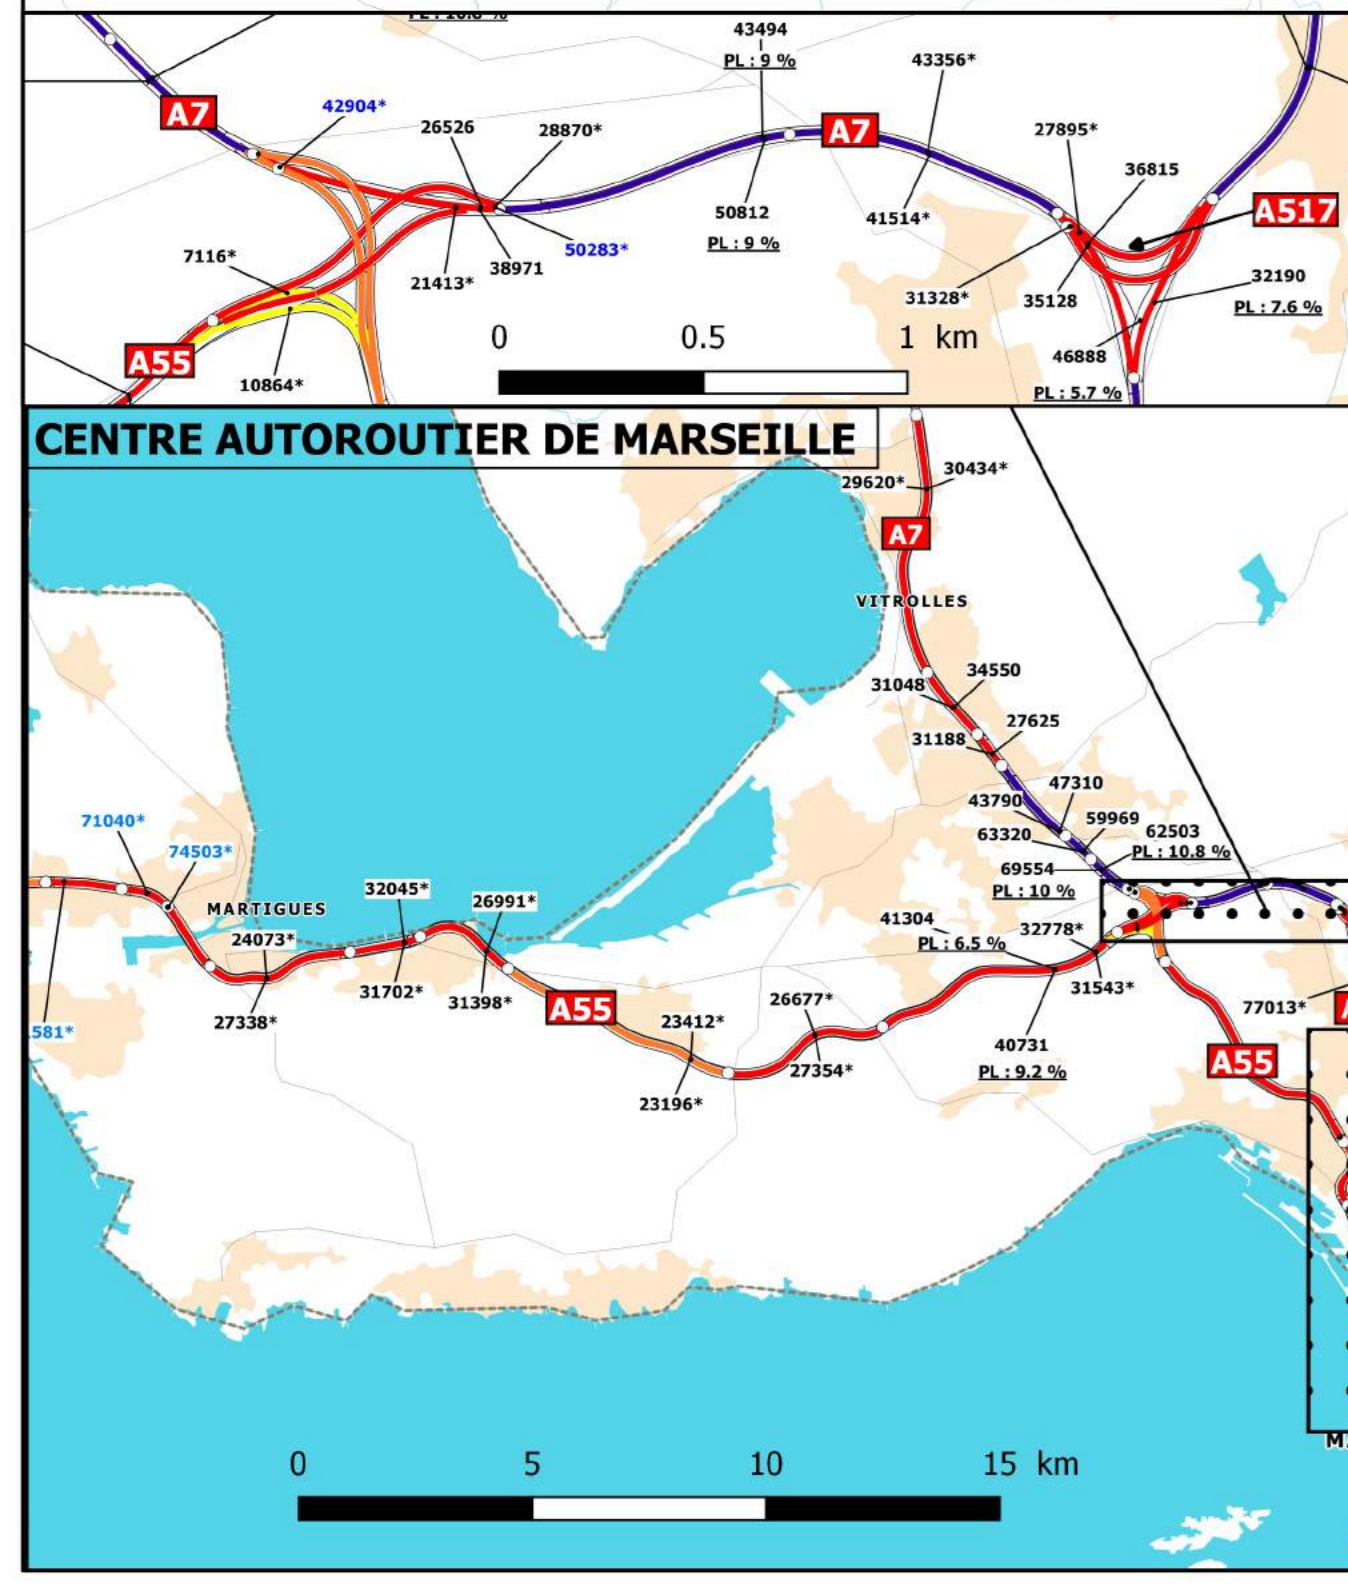 43494
PL : 9 %
43356*
A7
42904*
26526
28870*
A7
27895*
36815
A517
50812
PL : 9 %
41514*
7116*
50283*
38971
21413*
31328*
35128
32190
PL : 7.6 %
0 0.5 1 km
46888
PL : 5.7 %
A55
10864*
CENTRE AUTOROUTIER DE MARSEILLE
30434*
29620*
A7
VITROLLES
34550
31048
27625
31188
47310
43790
59969
63320
62503
PL : 10.8 %
69554
PL : 10 %
71040*
74503*
MARTIGUES
32045*
26991*
24073*
41304
PL : 6.5 %
32778*
31702*
31398*
31543*
27338*
581*
A55
26677*
23412*
77013*
40731
PL : 9.2 %
A55
27354*
23196*
0 5 10 15 km